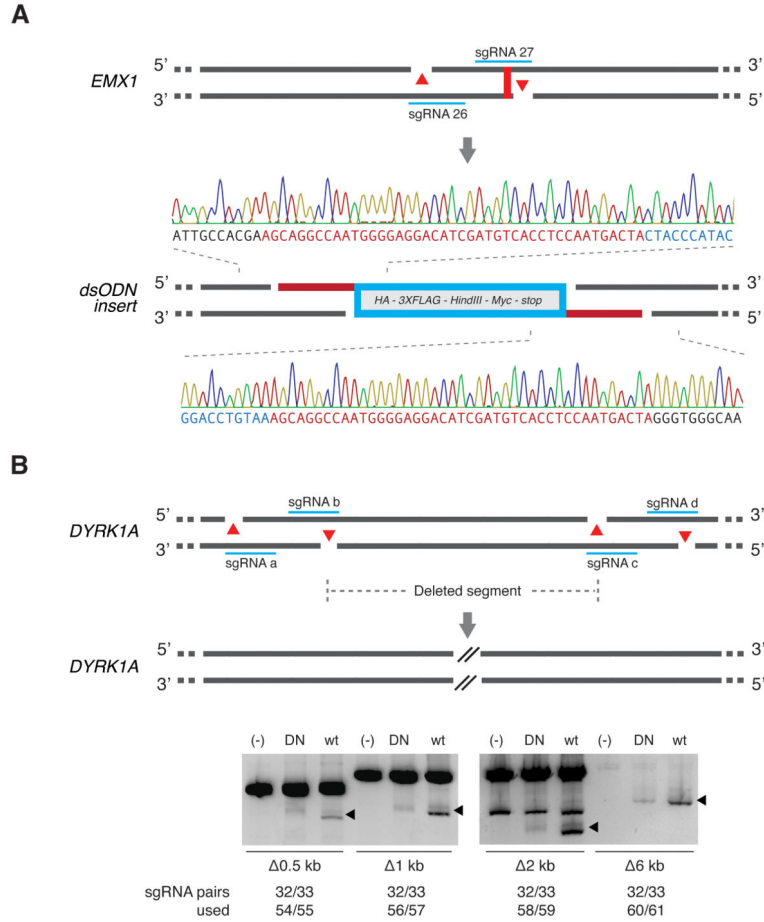 A
sgRNA 27
5’ 3’
EMX1
3’ 5’
sgRNA 26
ATTGCCACGAAGCAGGCCAATGGGGAGGACATCGATGTCACCTCCAATGACTACTACCCATAC
5’ 3’
dsODN
insert
HA - 3XFLAG - HindIII - Myc - stop
3’ 5’
GGACCTGTAAAGCAGGCCAATGGGGAGGACATCGATGTCACCTCCAATGACTAGGGTGGGCAA
B
sgRNA b sgRNA d
5’ 3’
DYRK1A
3’ 5’
sgRNA a sgRNA c
Deleted segment
5’ 3’
DYRK1A
3’ 5’
(-) DN wt (-) DN wt (-) DN wt (-) DN wt
Δ0.5 kb Δ1 kb Δ2 kb Δ6 kb
sgRNA pairs 32/33 32/33 32/33 32/33
used 54/55 56/57 58/59 60/61